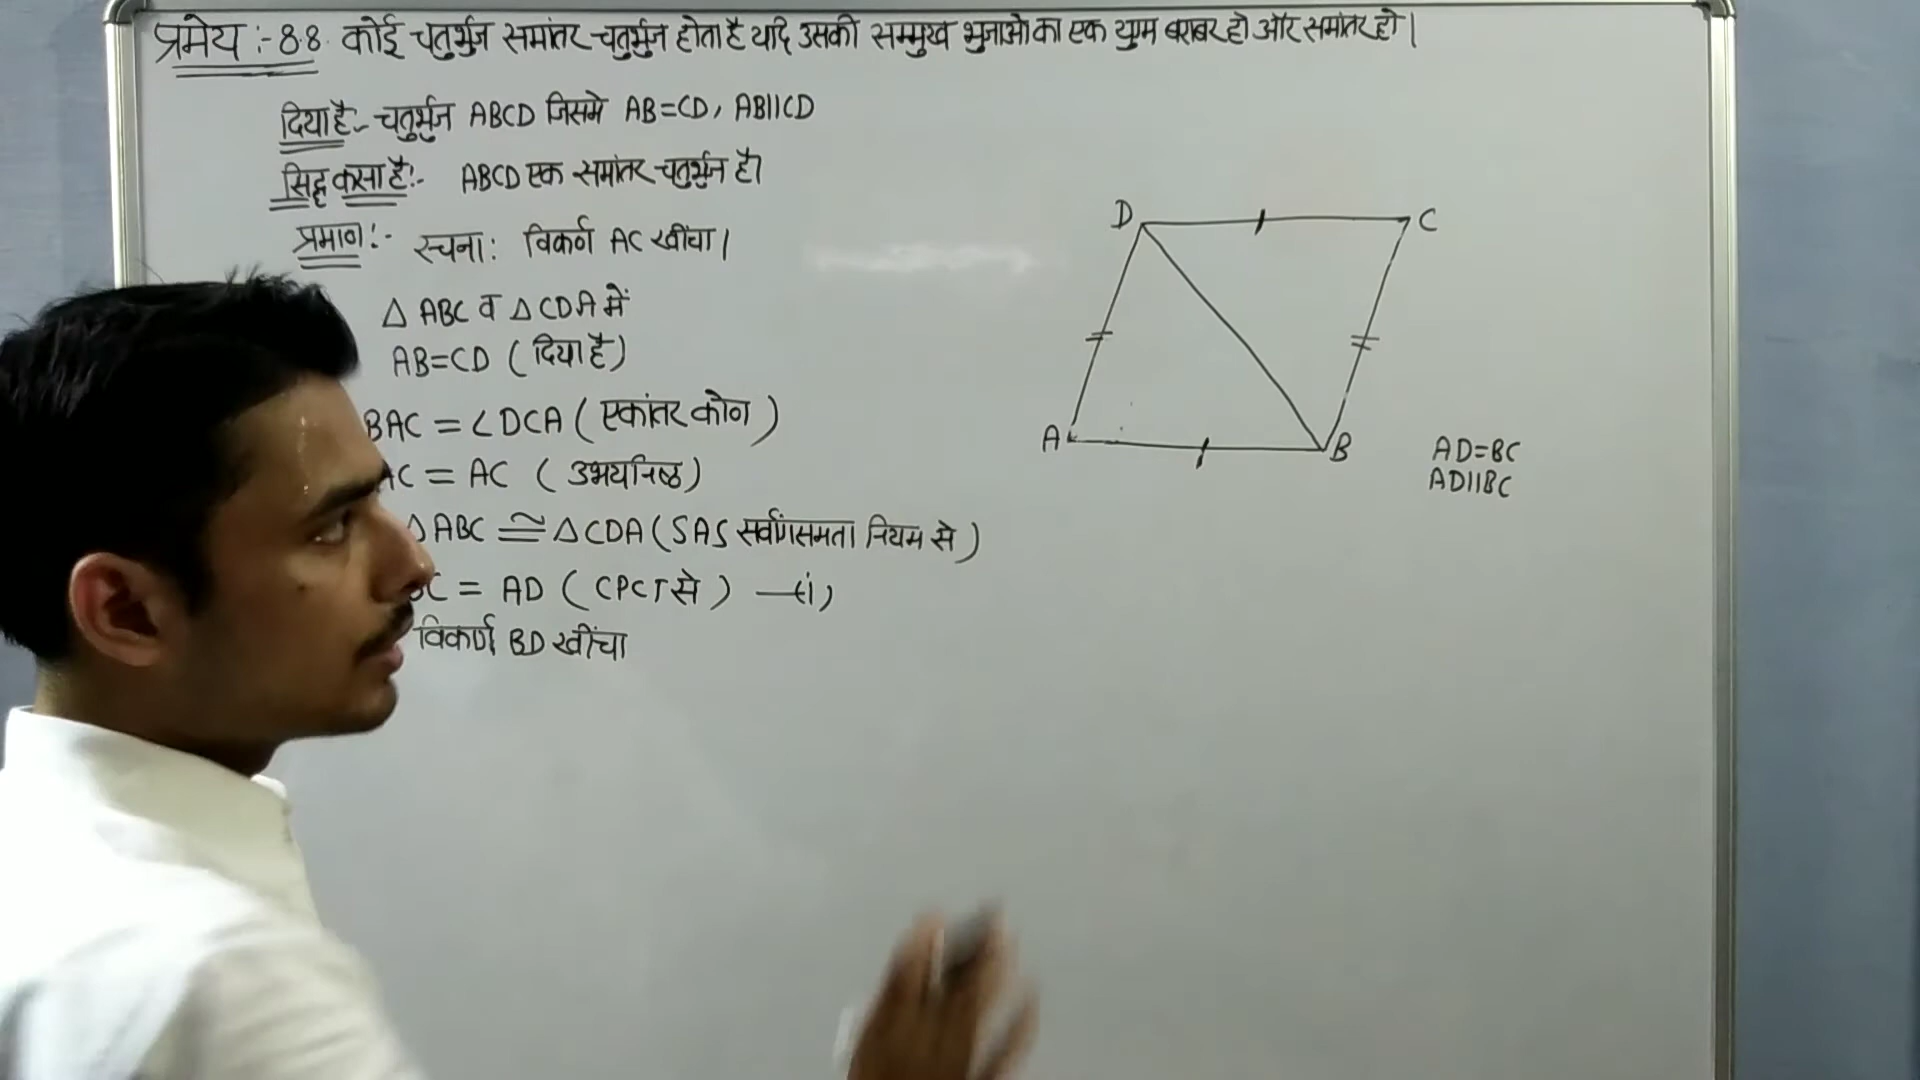 प्रमेय :- 8.8. कोई चतुर्भुज समांतर चतुर्भुज होता है यदि उसकी सम्मुख भुजाओ का एक युग्म बराबर हो और समांतर हो।
दिया है:- चतुर्भुज ABCD जिसमे AB=CD, AB||CD
सिद्ध करना है:- ABCD एक समांतर चतुर्भुज है।
प्रमाण:- रचना: विकर्ण AC खींचा।
△ ABC व △ CDA में
AB=CD (दिया है)
BAC = ∠DCA (एकांतर कोण)
AC = AC (उभयनिष्ठ)
△ABC ≅ △CDA (SAS सर्वांगसमता नियम से)
BC = AD (CPCT से) —(i)
विकर्ण BD खींचा
D
C
A
B
AD=BC
AD||BC